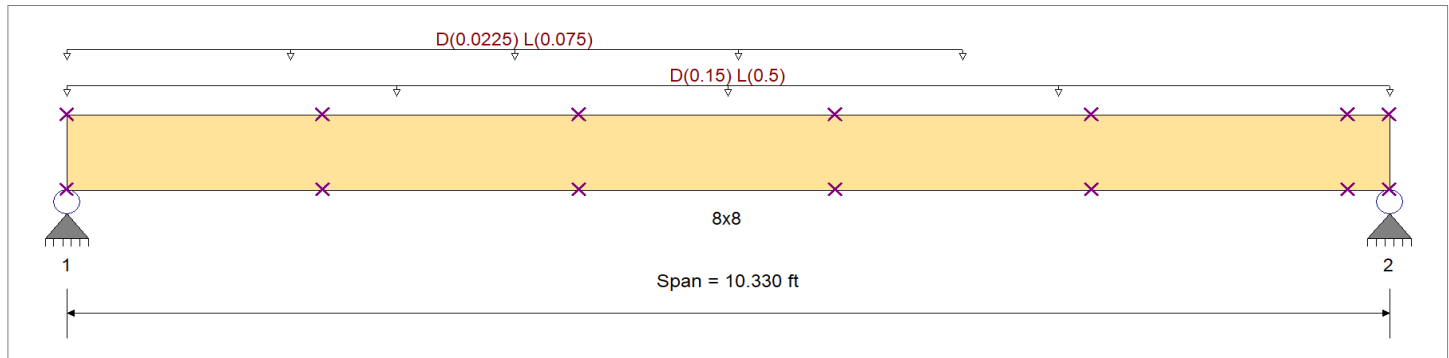 D(0.0225) L(0.075)
D(0.15) L(0.5)
8x8
1
2
Span = 10.330 ft